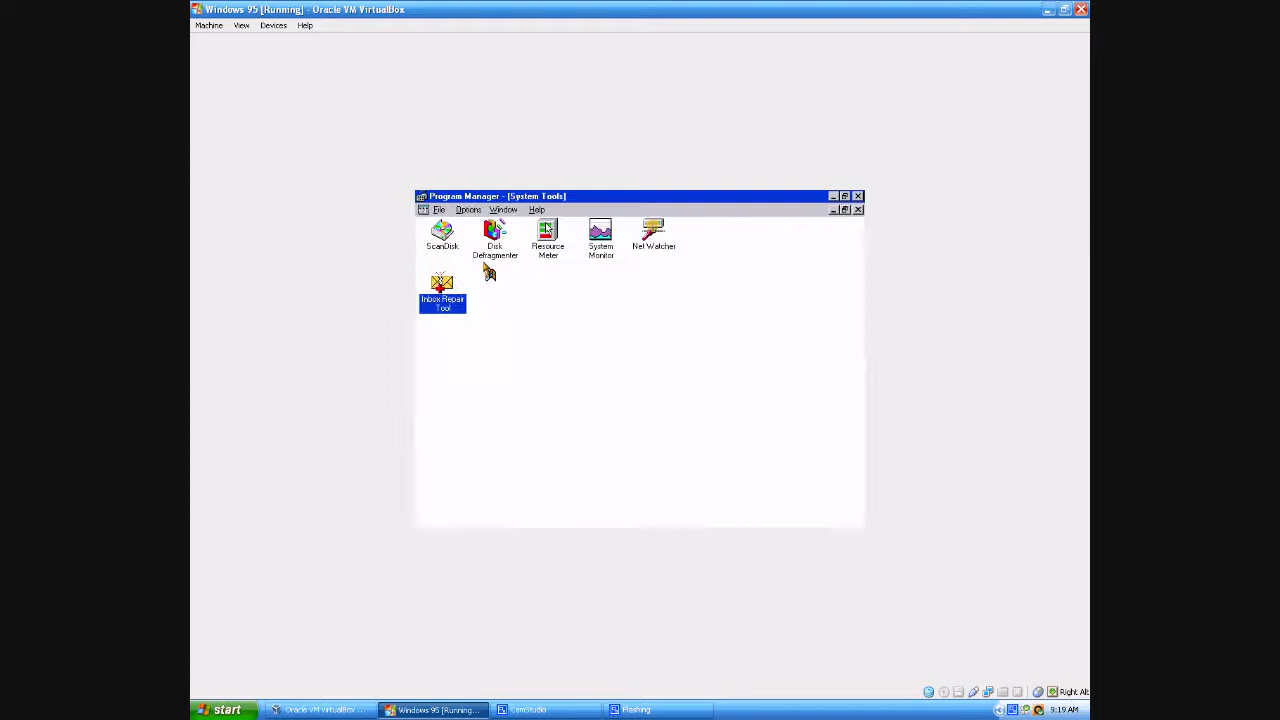 Windows 95 [Running] - Oracle VM VirtualBox
Machine View Devices Help
Program Manager - [System Tools]
File Options Window Help
ScanDisk
Disk
Defragmenter
Resource
Meter
System
Monitor
Net Watcher
Inbox Repair
Tool
Right Alt
start
Oracle VM VirtualBox ...
Windows 95 [Running...
CamStudio
Flashing
9:19 AM